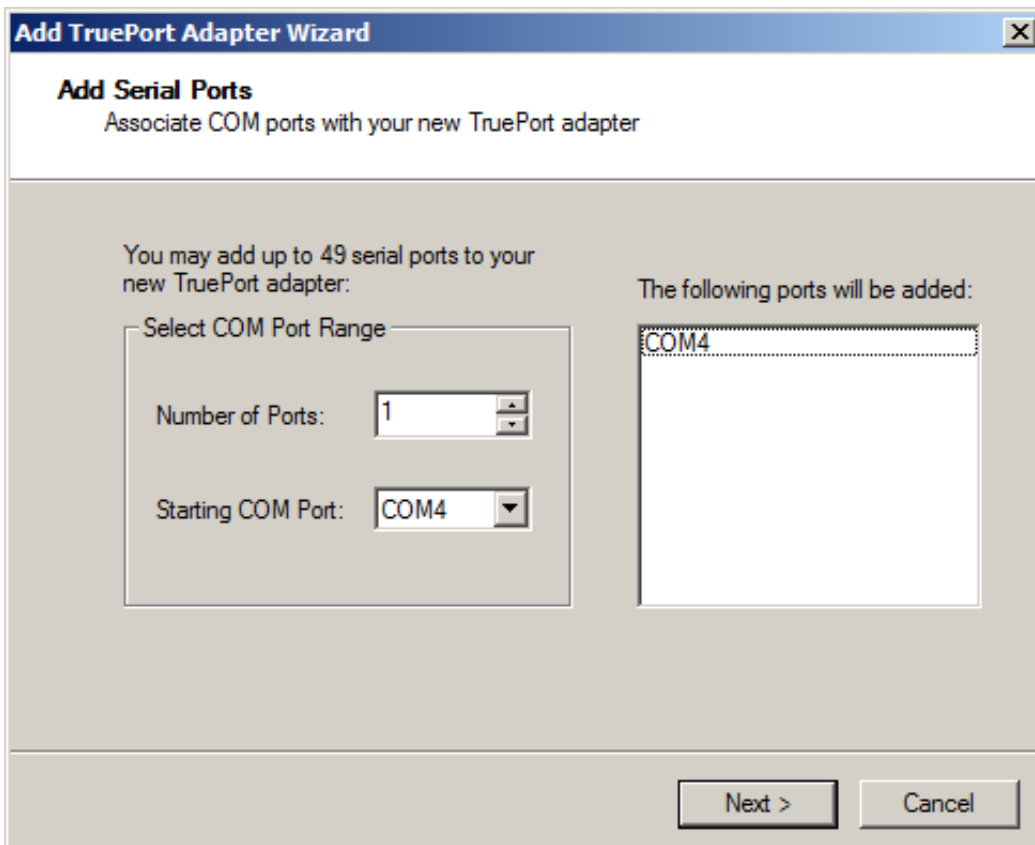 Add TruePort Adapter Wizard
Add Serial Ports
Associate COM ports with your new TruePort adapter
You may add up to 49 serial ports to your
new TruePort adapter:
Select COM Port Range
Number of Ports:
1
Starting COM Port:
COM4
The following ports will be added:
COM4
Next >
Cancel